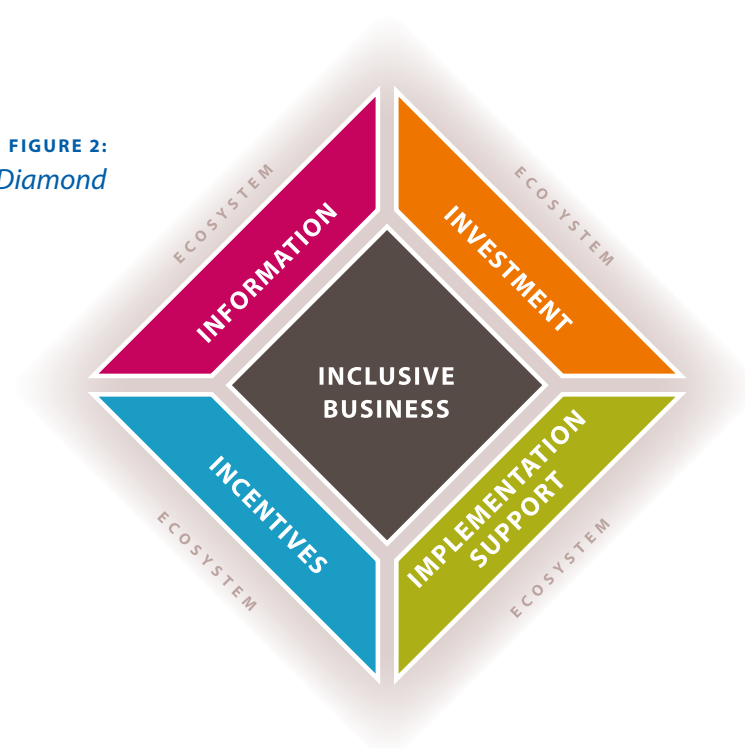 FIGURE 2:
Diamond
ECOSYSTEM
ECOSYSTEM
INFORMATION
INVESTMENT
INCLUSIVE
BUSINESS
INCENTIVES
IMPLEMENTATION
SUPPORT
ECOSYSTEM
ECOSYSTEM